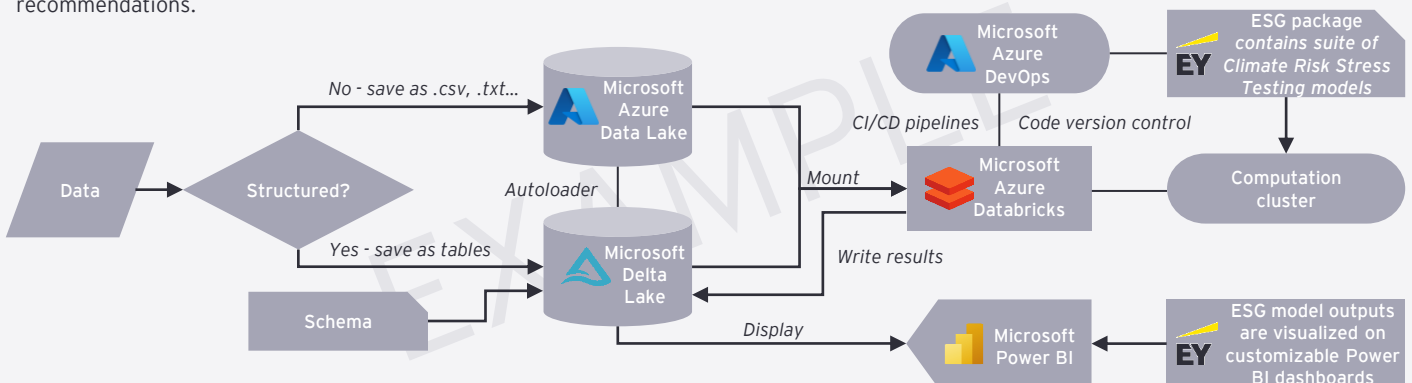 recommendations.
Data
Structured?
No - save as .csv, .txt...
Yes - save as tables
Schema
Microsoft
Azure
Data Lake
Autoloader
Microsoft
Delta
Lake
Mount
Write results
Display
Microsoft
Azure
DevOps
CI/CD pipelines
Code version control
Microsoft
Azure
Databricks
EY
ESG package
contains suite of
Climate Risk Stress
Testing models
Computation
cluster
Microsoft
Power BI
EY
ESG model outputs
are visualized on
customizable Power
BI dashboards
EXAMPLE